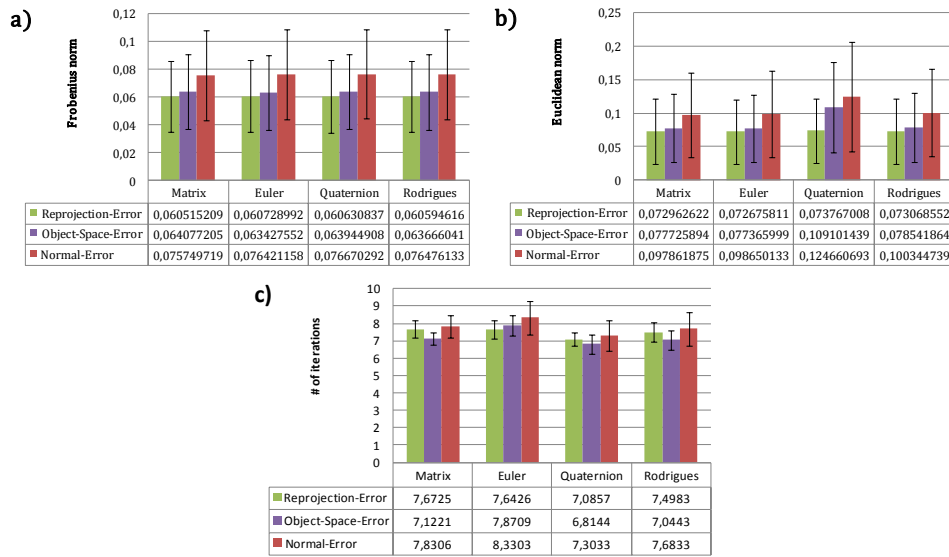 a)
Frobenius norm
0,12
0,1
0,08
0,06
0,04
0,02
0
Matrix Euler Quaternion Rodrigues
Reprojection-Error 0,060515209 0,060728992 0,060630837 0,060594616
Object-Space-Error 0,064077205 0,063427552 0,063944908 0,063666041
Normal-Error 0,075749719 0,076421158 0,076670292 0,076476133
b)
Euclidean norm
0,25
0,2
0,15
0,1
0,05
0
Matrix Euler Quaternion Rodrigues
Reprojection-Error 0,072962622 0,072675811 0,073767008 0,073068552
Object-Space-Error 0,077725894 0,077365999 0,109101439 0,078541864
Normal-Error 0,097861875 0,098650133 0,124660693 0,100344739
c)
# of iterations
10
9
8
7
6
5
4
3
2
1
0
Matrix Euler Quaternion Rodrigues
Reprojection-Error 7,6725 7,6426 7,0857 7,4983
Object-Space-Error 7,1221 7,8709 6,8144 7,0443
Normal-Error 7,8306 8,3303 7,3033 7,6833